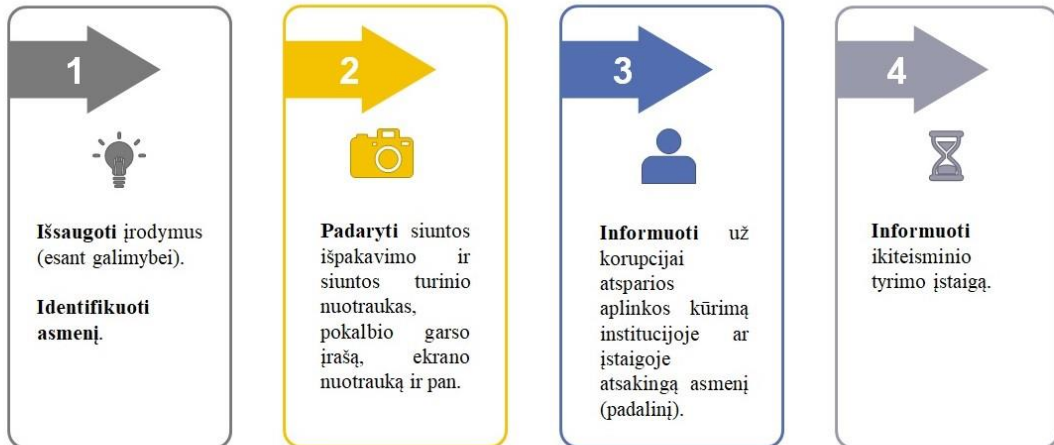 1
Išsaugoti įrodymus
(esant galimybei).
Identifikuoti
asmenį.
2
Padaryti siuntos
išpakavimo ir
siuntos turinio
nuotraukas,
pokalbio garso
įrašą, ekrano
nuotrauką ir pan.
3
Informuoti už
korupcijai
atsparios
aplinkos kūrimą
institucijoje ar
įstaigoje
atsakingą asmenį
(padalinį).
4
Informuoti
ikiteisminio
tyrimo įstaigą.